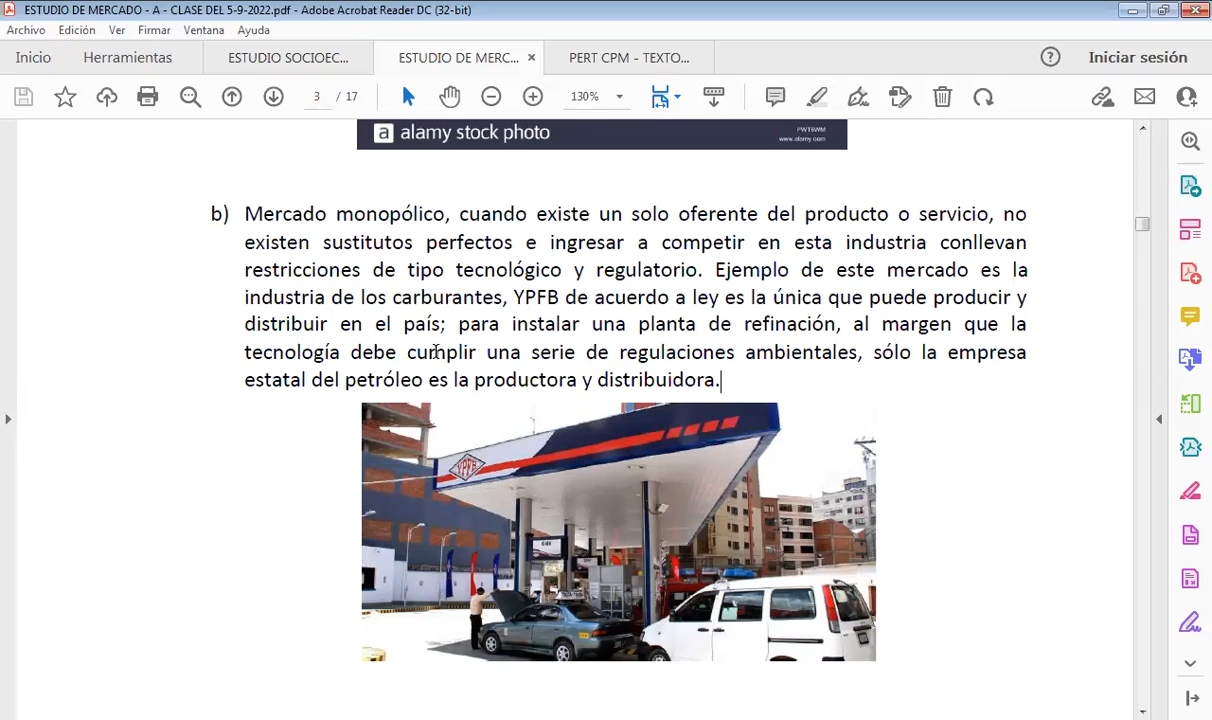 ESTUDIO DE MERCADO - A - CLASE DEL 5-9-2022.pdf - Adobe Acrobat Reader DC (32-bit)
Archivo Edición Ver Firmar Ventana Ayuda
Inicio Herramientas ESTUDIO SOCIOEC... ESTUDIO DE MERC... × PERT CPM - TEXTO... Iniciar sesión
3 / 17 130%
a alamy stock photo
PWT6WM
www.alamy.com
b) Mercado monopólico, cuando existe un solo oferente del producto o servicio, no
existen sustitutos perfectos e ingresar a competir en esta industria conllevan
restricciones de tipo tecnológico y regulatorio. Ejemplo de este mercado es la
industria de los carburantes, YPFB de acuerdo a ley es la única que puede producir y
distribuir en el país; para instalar una planta de refinación, al margen que la
tecnología debe cumplir una serie de regulaciones ambientales, sólo la empresa
estatal del petróleo es la productora y distribuidora.
YPFB